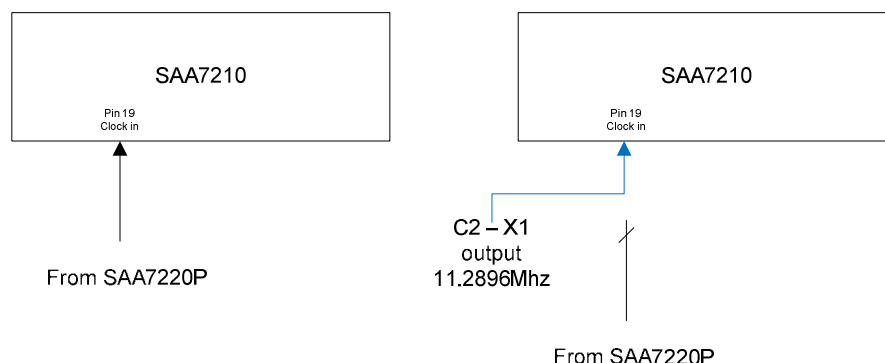 SAA7210
Pin 19
Clock in
From SAA7220P
SAA7210
Pin 19
Clock in
C2 – X1
output
11.2896Mhz
From SAA7220P